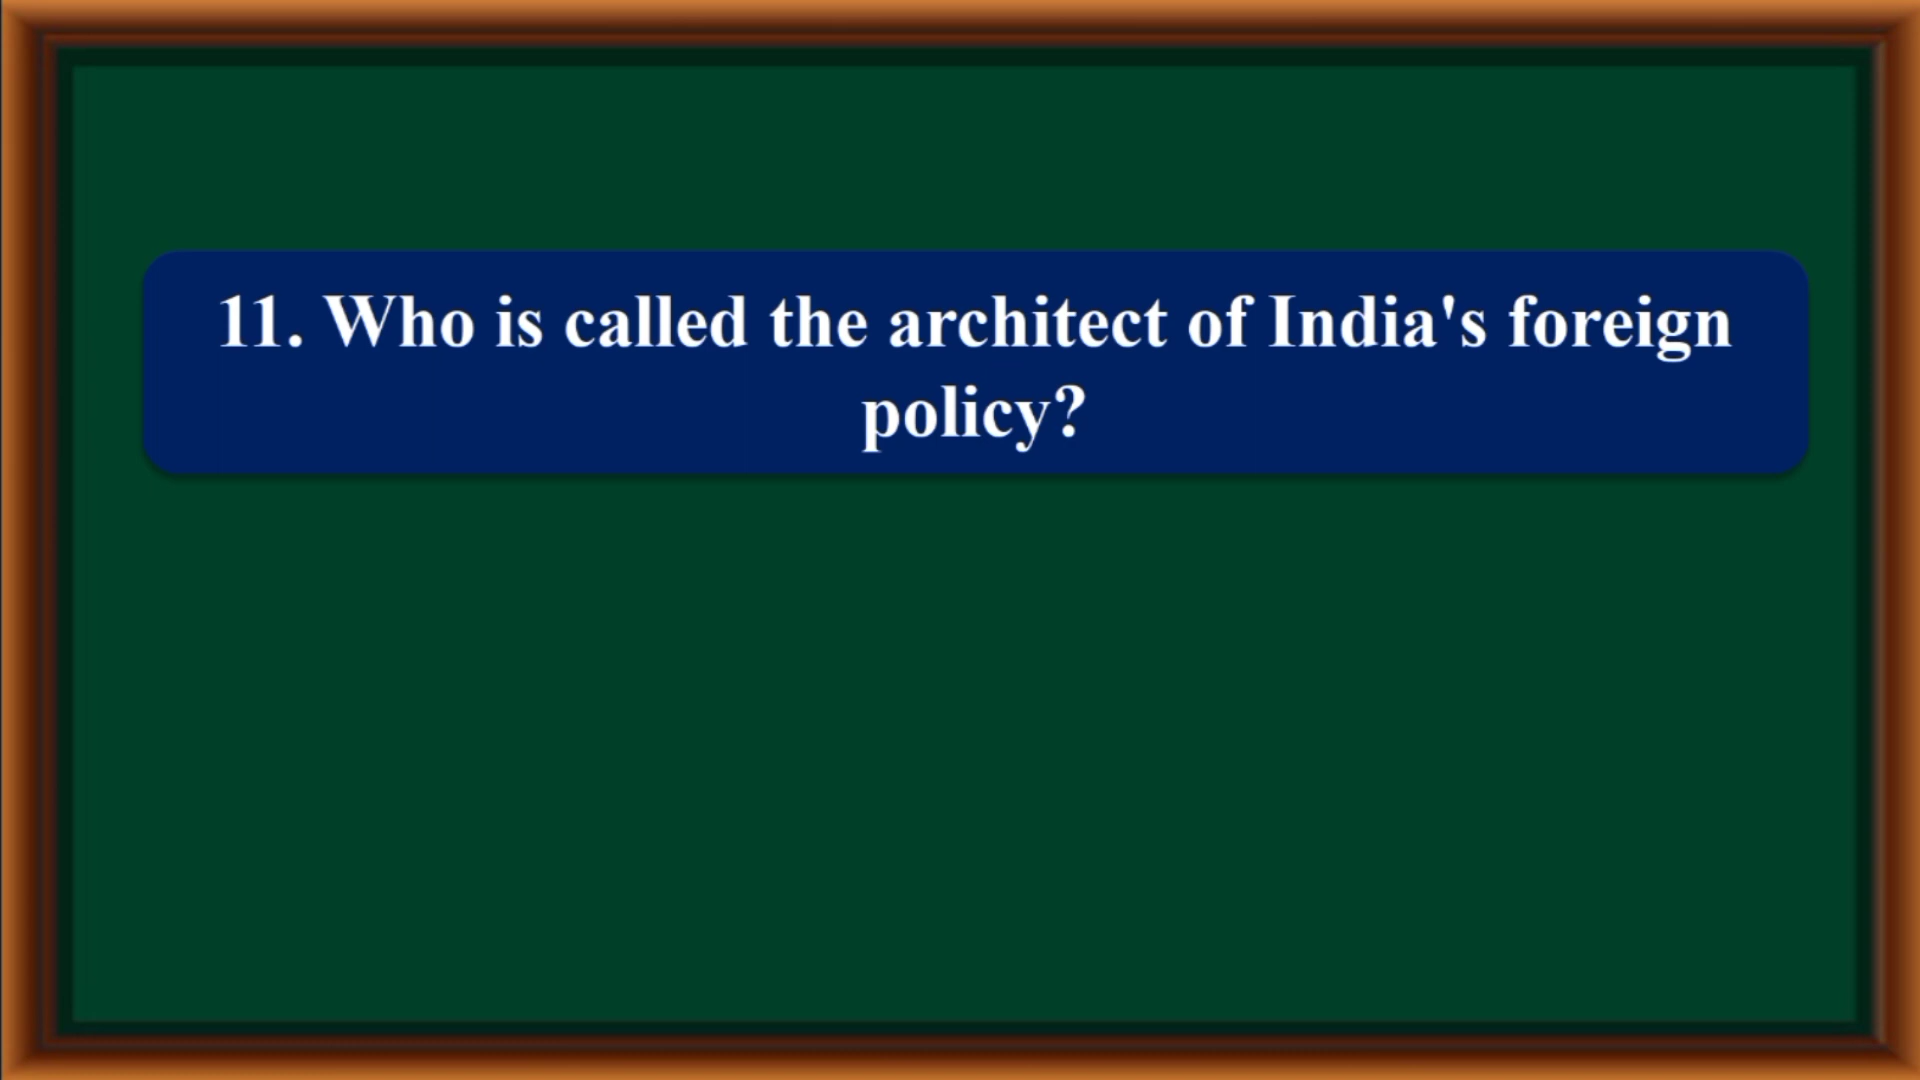 11. Who is called the architect of India's foreign
policy?